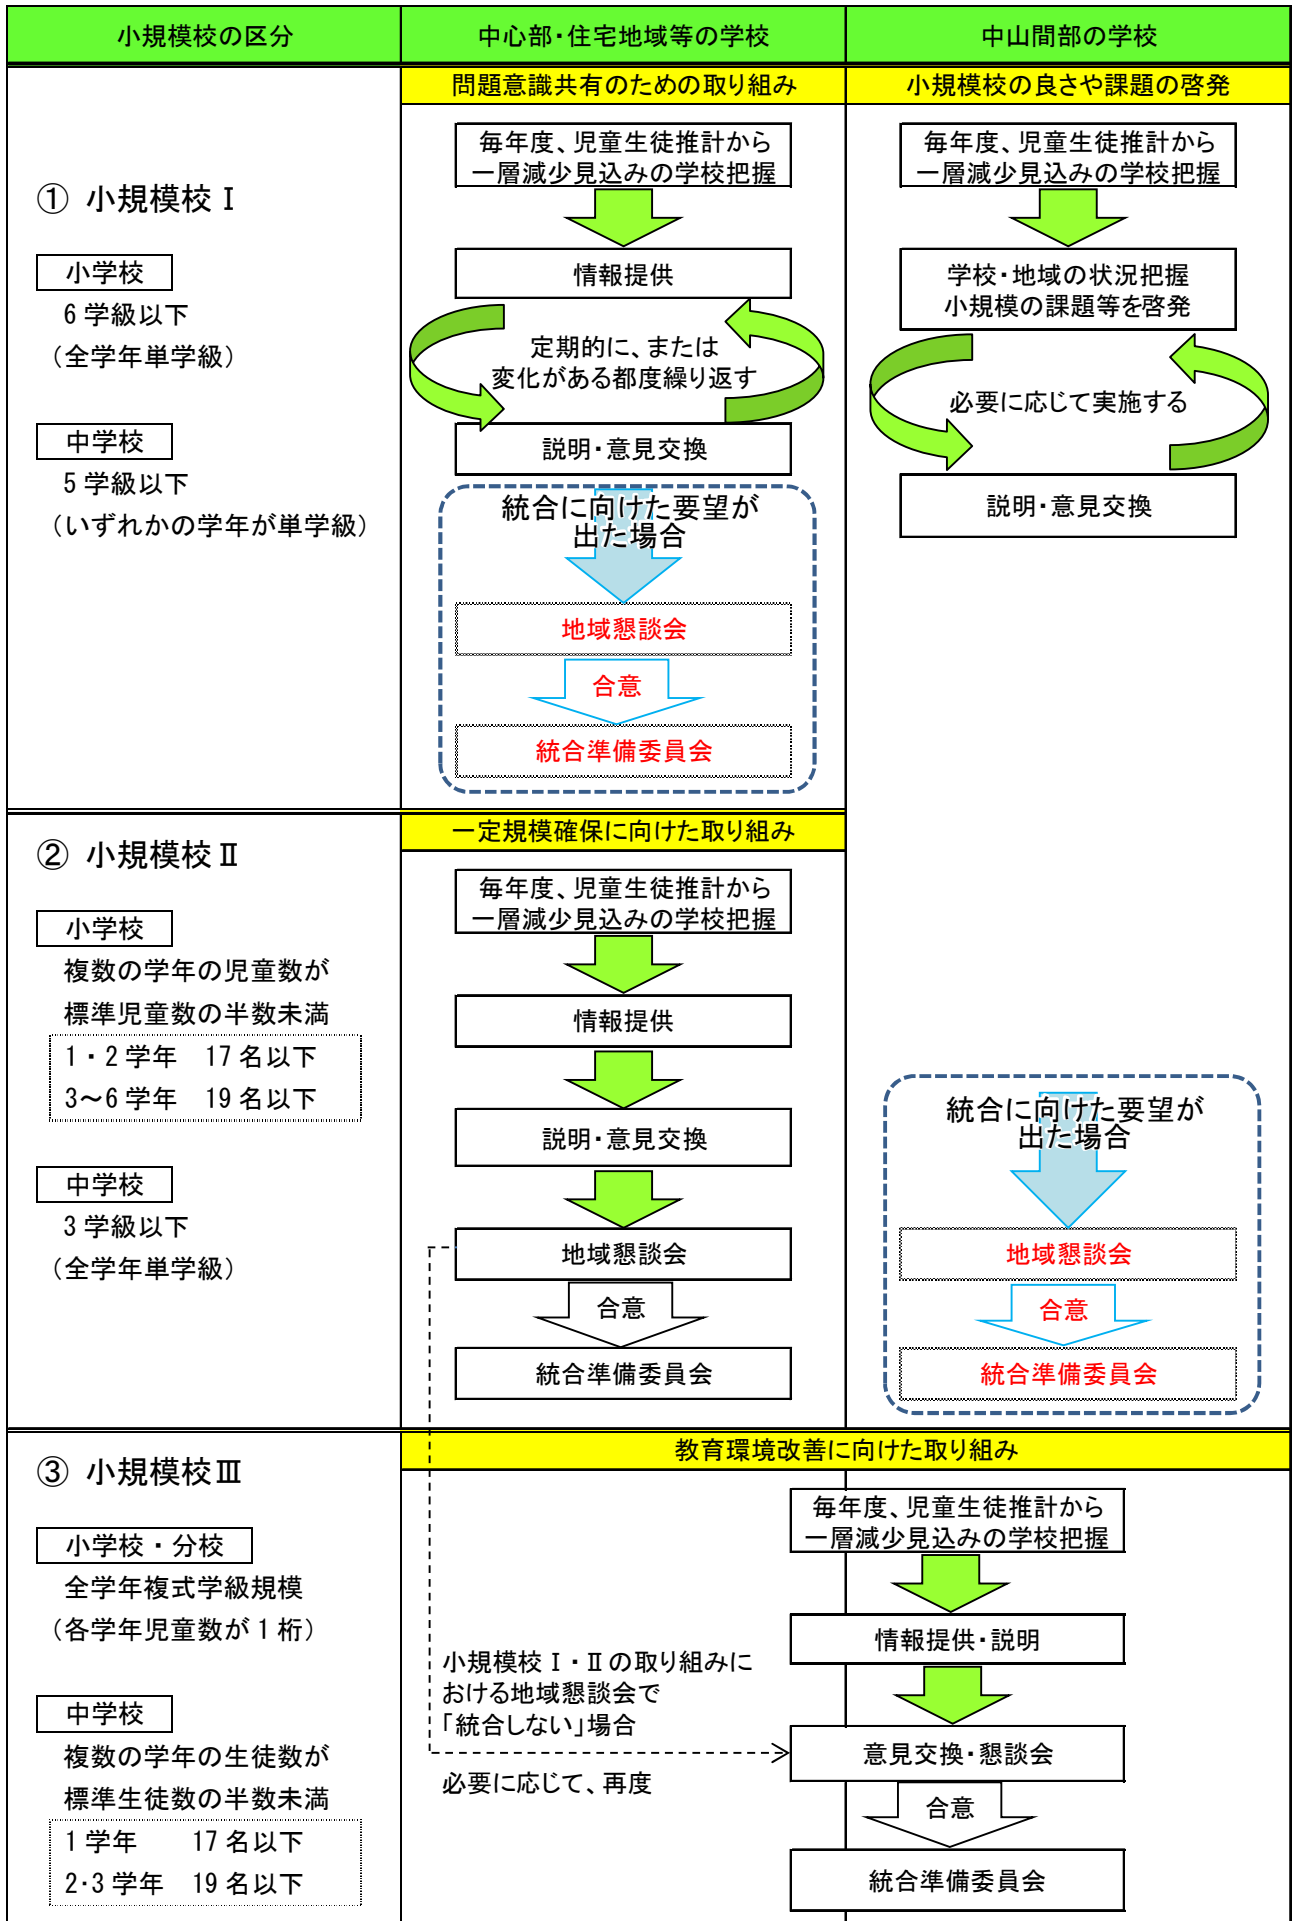 小規模校の区分
中心部・住宅地域等の学校
中山間部の学校
① 小規模校Ⅰ
小学校
6学級以下
（全学年単学級）
中学校
5学級以下
（いずれかの学年が単学級）
問題意識共有のための取り組み
毎年度、児童生徒推計から
一層減少見込みの学校把握
情報提供
定期的に、または
変化がある都度繰り返す
説明・意見交換
統合に向けた要望が
出た場合
地域懇談会
合意
統合準備委員会
小規模校の良さや課題の啓発
毎年度、児童生徒推計から
一層減少見込みの学校把握
学校・地域の状況把握
小規模の課題等を啓発
必要に応じて実施する
説明・意見交換
② 小規模校Ⅱ
小学校
複数の学年の児童数が
標準児童数の半数未満
1・2学年　17名以下
3～6学年　19名以下
中学校
3学級以下
（全学年単学級）
一定規模確保に向けた取り組み
毎年度、児童生徒推計から
一層減少見込みの学校把握
情報提供
説明・意見交換
地域懇談会
合意
統合準備委員会
統合に向けた要望が
出た場合
地域懇談会
合意
統合準備委員会
③ 小規模校Ⅲ
小学校・分校
全学年複式学級規模
（各学年児童数が1桁）
中学校
複数の学年の生徒数が
標準生徒数の半数未満
1学年　　17名以下
2・3学年　19名以下
教育環境改善に向けた取り組み
毎年度、児童生徒推計から
一層減少見込みの学校把握
情報提供・説明
小規模校Ⅰ・Ⅱの取り組みに
おける地域懇談会で
「統合しない」場合
必要に応じて、再度
意見交換・懇談会
合意
統合準備委員会